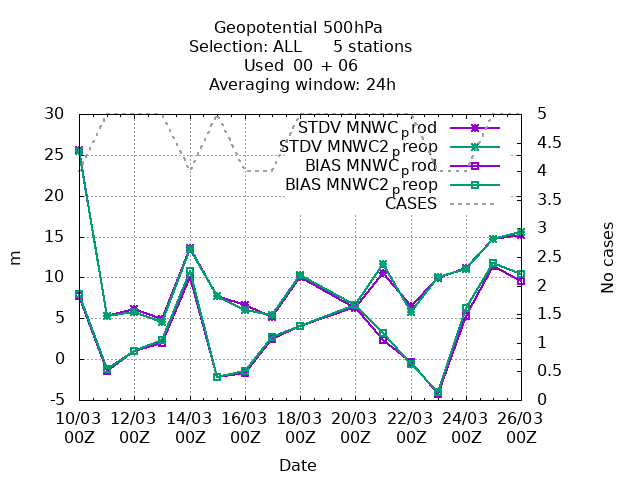 Geopotential 500hPa
Selection: ALL      5 stations
Used  00 + 06
Averaging window: 24h
STDV MNWC_prod
STDV MNWC2_preop
BIAS MNWC_prod
BIAS MNWC2_preop
CASES
30
25
20
15
10
5
0
-5
m
5
4.5
4
3.5
3
2.5
2
1.5
1
0.5
0
No cases
10/03 12/03 14/03 16/03 18/03 20/03 22/03 24/03 26/03
00Z 00Z 00Z 00Z 00Z 00Z 00Z 00Z 00Z
Date